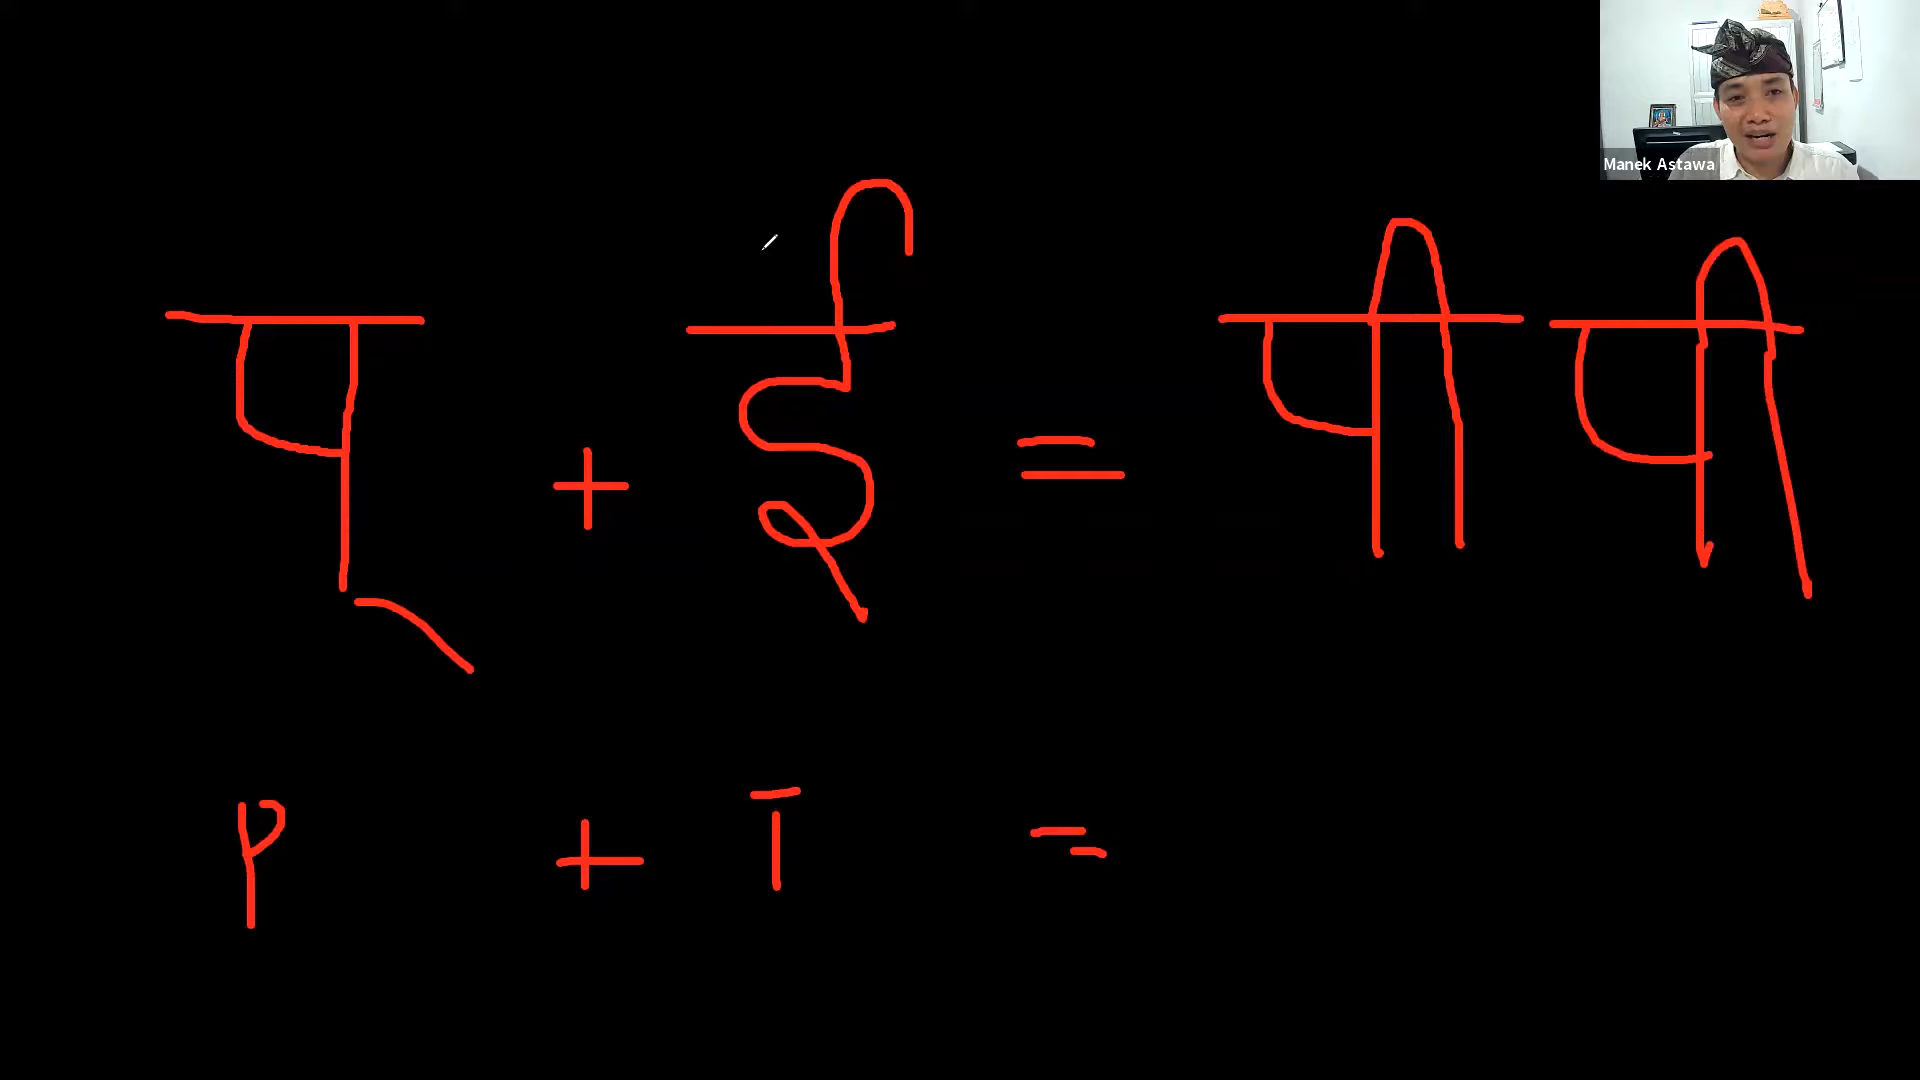 Manek Astawa
प् + ई = पी पी
p + ī =